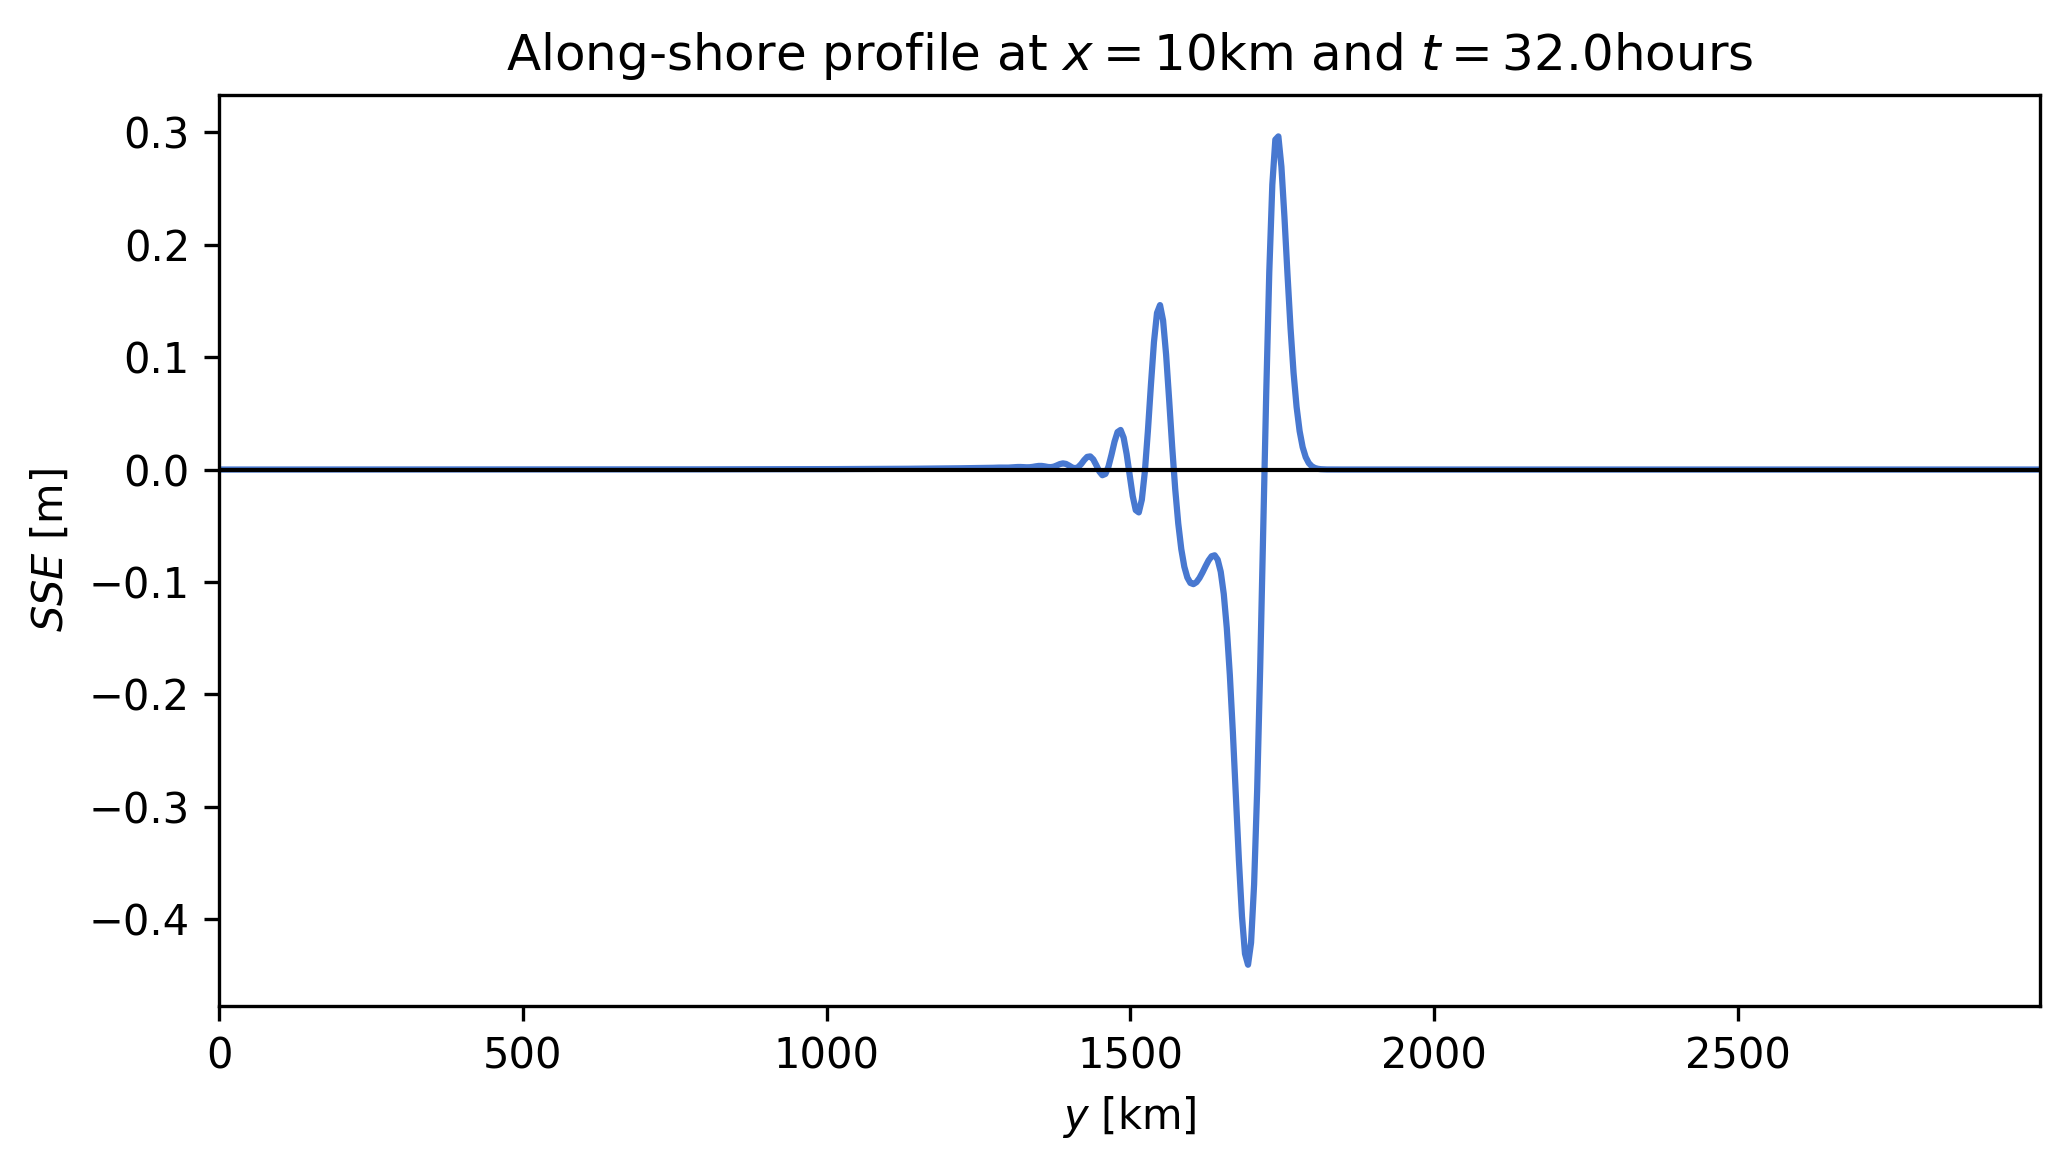 Along-shore profile at x = 10km and t = 32.0hours
0.3
0.2
0.1
0.0
−0.1
−0.2
−0.3
−0.4
SSE [m]
0 500 1000 1500 2000 2500
y [km]